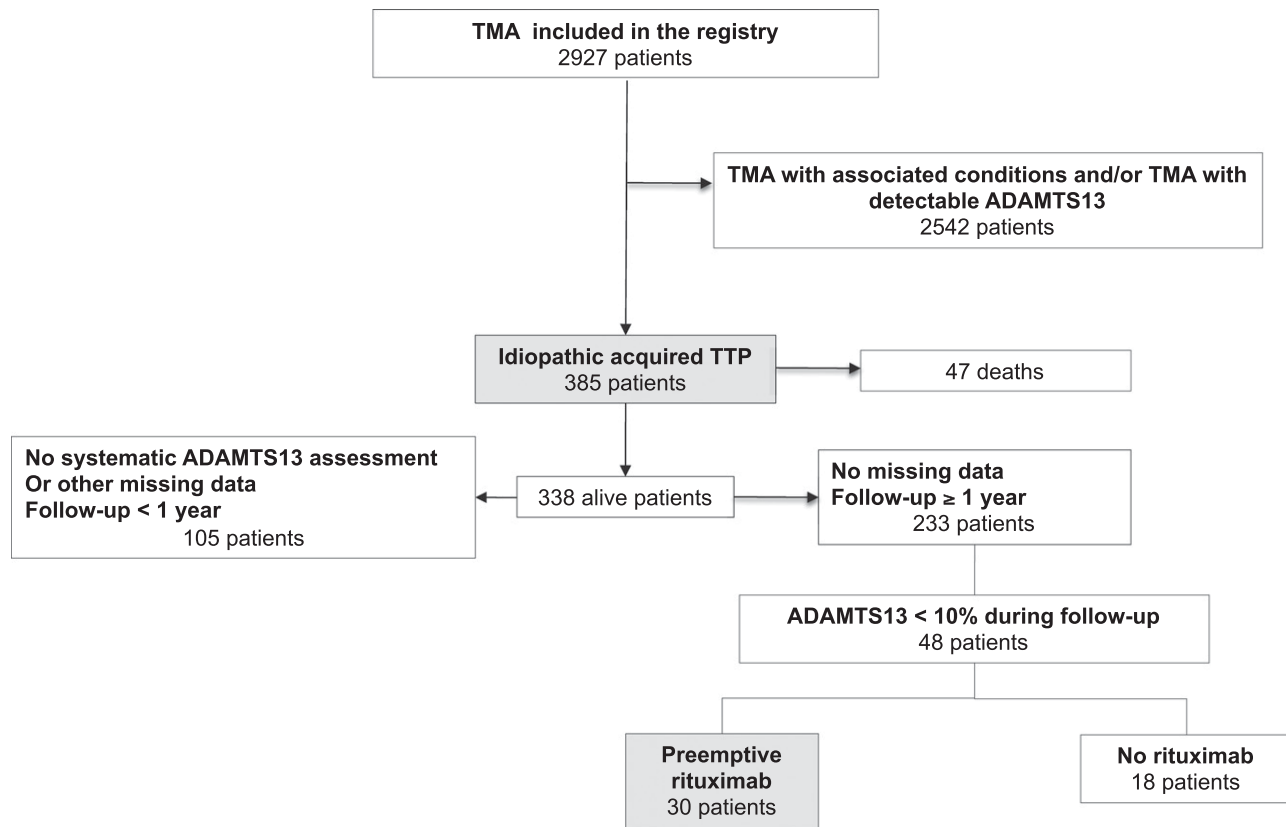 TMA included in the registry
2927 patients
TMA with associated conditions and/or TMA with
detectable ADAMTS13
2542 patients
Idiopathic acquired TTP
385 patients
47 deaths
No systematic ADAMTS13 assessment
Or other missing data
Follow-up < 1 year
105 patients
338 alive patients
No missing data
Follow-up ≥ 1 year
233 patients
ADAMTS13 < 10% during follow-up
48 patients
Preemptive
rituximab
30 patients
No rituximab
18 patients